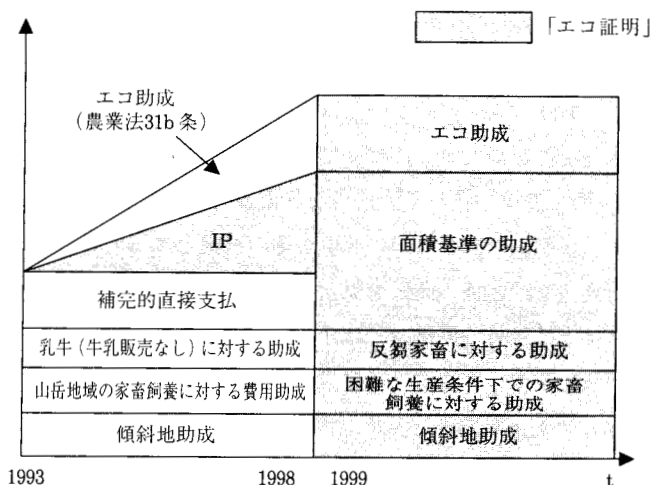 「エコ証明」
エコ助成
（農業法31b 条）
IP
補完的直接支払
乳牛（牛乳販売なし）に対する助成
山岳地域の家畜飼養に対する費用助成
傾斜地助成
エコ助成
面積基準の助成
反芻家畜に対する助成
困難な生産条件下での家畜
飼養に対する助成
傾斜地助成
1993
1998
1999
t